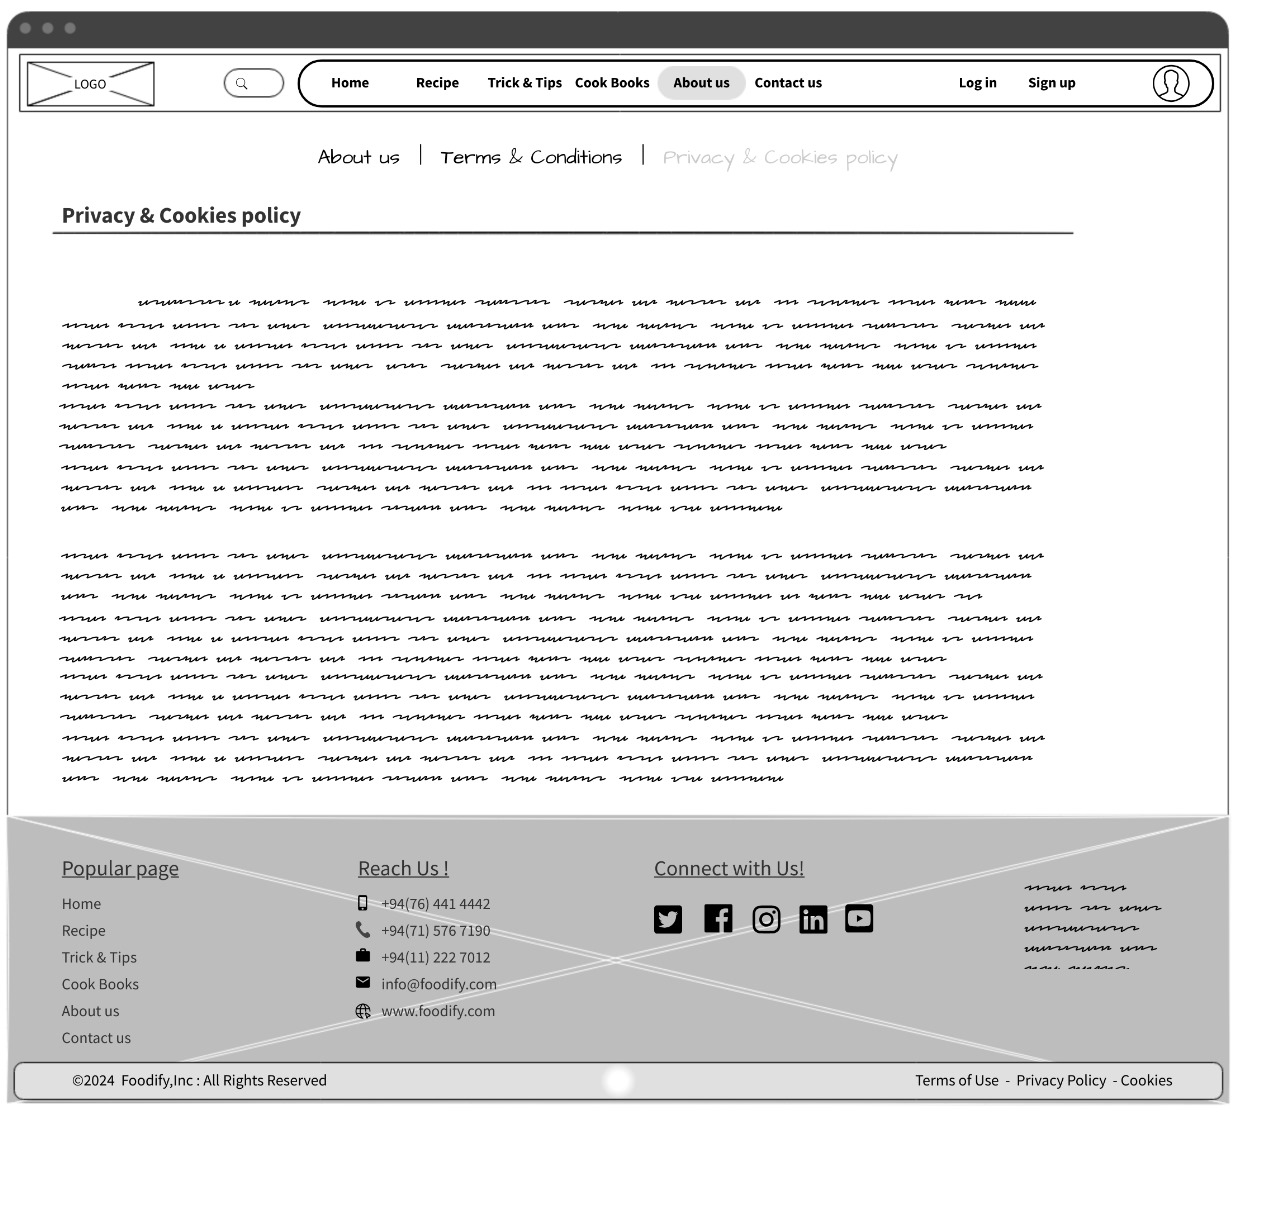 LOGO
Home Recipe Trick & Tips Cook Books About us Contact us Log in Sign up
About us | Terms & Conditions | Privacy & Cookies policy
Privacy & Cookies policy
Popular page
Home
Recipe
Trick & Tips
Cook Books
About us
Contact us
Reach Us !
+94(76) 441 4442
+94(71) 576 7190
+94(11) 222 7012
info@foodify.com
www.foodify.com
Connect with Us!
©2024 Foodify,Inc : All Rights Reserved
Terms of Use - Privacy Policy - Cookies